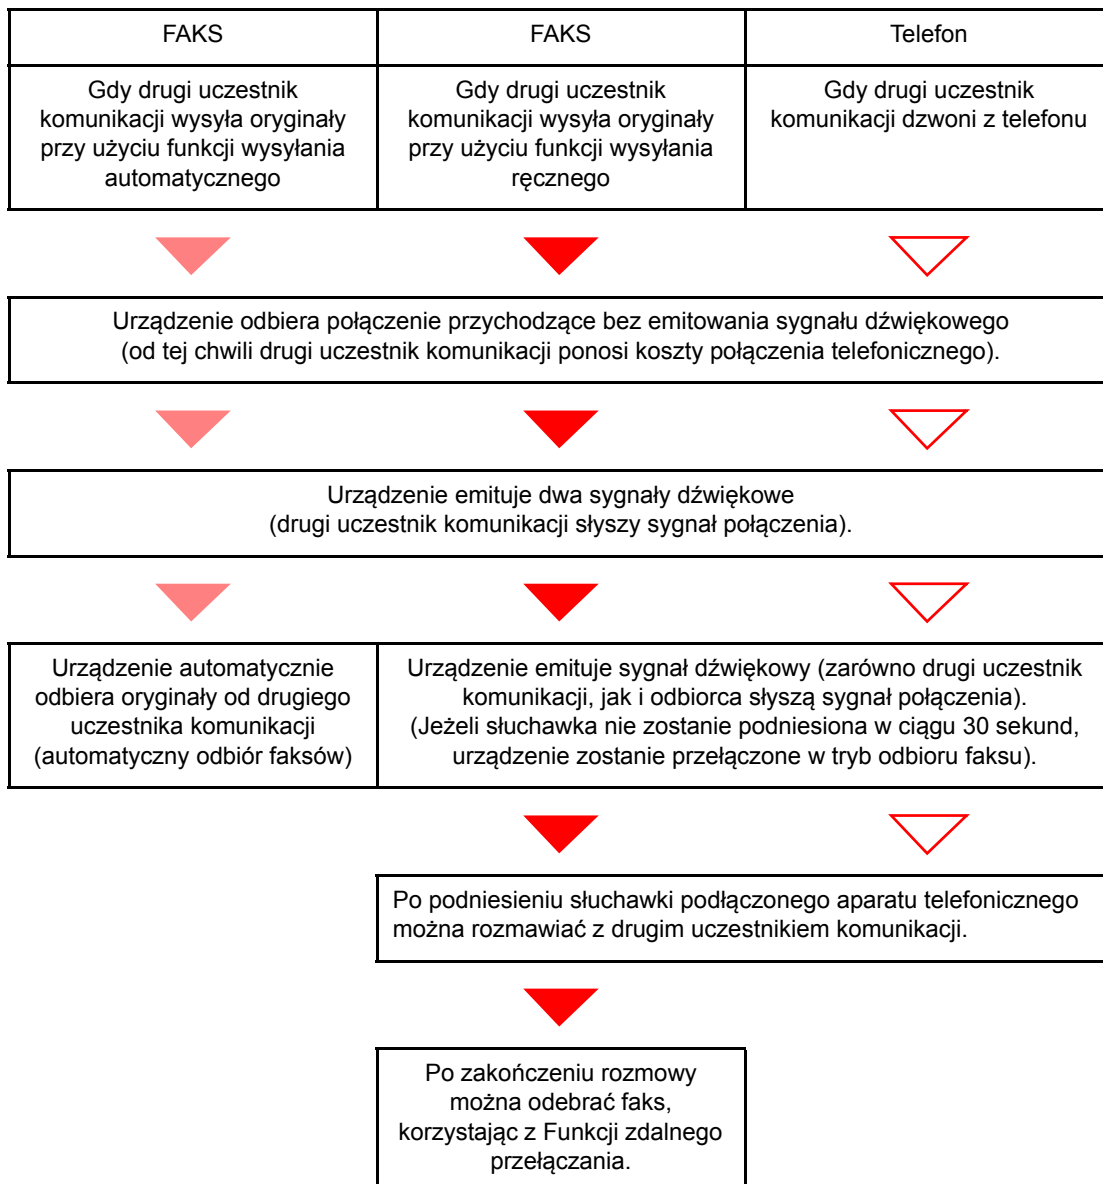 FAKS
FAKS
Telefon
Gdy drugi uczestnik
komunikacji wysyła oryginały
przy użyciu funkcji wysyłania
automatycznego
Gdy drugi uczestnik
komunikacji wysyła oryginały
przy użyciu funkcji wysyłania
ręcznego
Gdy drugi uczestnik
komunikacji dzwoni z telefonu
Urządzenie odbiera połączenie przychodzące bez emitowania sygnału dźwiękowego
(od tej chwili drugi uczestnik komunikacji ponosi koszty połączenia telefonicznego).
Urządzenie emituje dwa sygnały dźwiękowe
(drugi uczestnik komunikacji słyszy sygnał połączenia).
Urządzenie automatycznie
odbiera oryginały od drugiego
uczestnika komunikacji
(automatyczny odbiór faksów)
Urządzenie emituje sygnał dźwiękowy (zarówno drugi uczestnik
komunikacji, jak i odbiorca słyszą sygnał połączenia).
(Jeżeli słuchawka nie zostanie podniesiona w ciągu 30 sekund,
urządzenie zostanie przełączone w tryb odbioru faksu).
Po podniesieniu słuchawki podłączonego aparatu telefonicznego
można rozmawiać z drugim uczestnikiem komunikacji.
Po zakończeniu rozmowy
można odebrać faks,
korzystając z Funkcji zdalnego
przełączania.